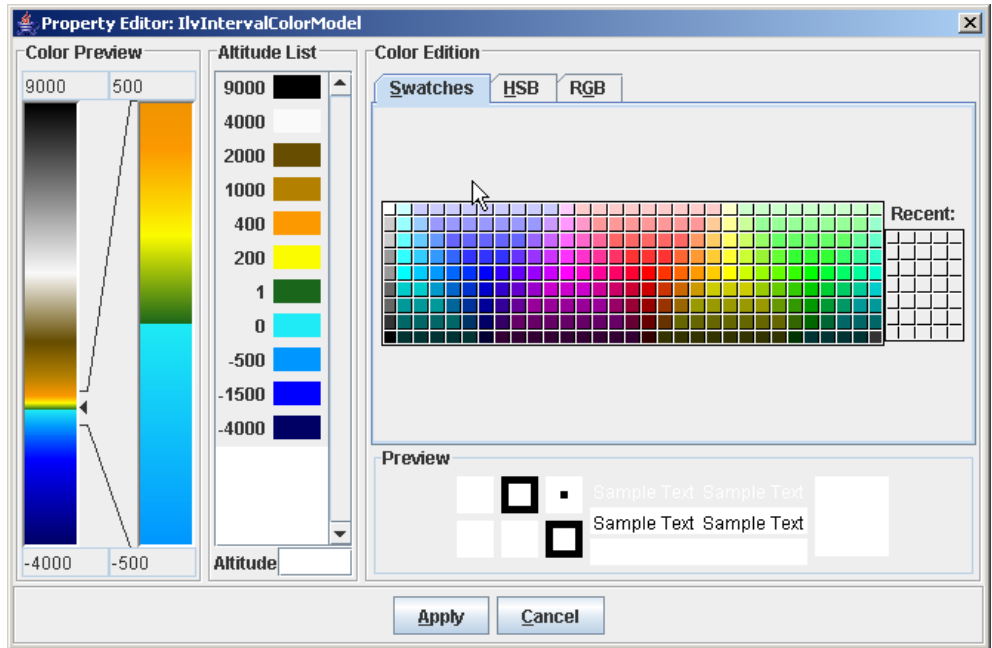 Property Editor: IlvIntervalColorModel
Color Preview
9000 500
-4000 -500
Altitude List
9000
4000
2000
1000
400
200
1
0
-500
-1500
-4000
Altitude
Color Edition
Swatches HSB RGB
Recent:
Preview
Sample Text Sample Text
Sample Text Sample Text
Apply Cancel